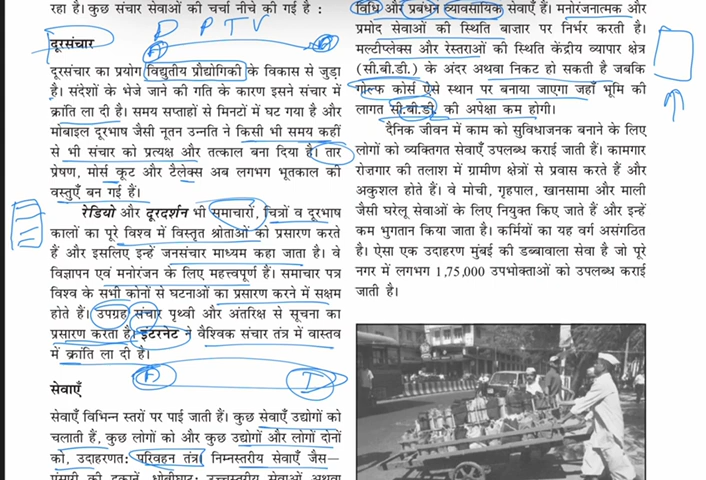 रहा है। कुछ संचार सेवाओं की चर्चा नीचे की गई है :
D P T V
दूरसंचार
दूरसंचार का प्रयोग विद्युतीय प्रौद्योगिकी के विकास से जुड़ा
है। संदेशों के भेजे जाने की गति के कारण इसने संचार में
क्रांति ला दी है। समय सप्ताहों से मिनटों में घट गया है और
मोबाइल दूरभाष जैसी नूतन उन्नति ने किसी भी समय कहीं
से भी संचार को प्रत्यक्ष और तत्काल बना दिया है। तार
प्रेषण, मोर्स कूट और टैलेक्स अब लगभग भूतकाल की
वस्तुएँ बन गई हैं।
रेडियो और दूरदर्शन भी समाचारों, चित्रों व दूरभाष
कालों का पूरे विश्व में विस्तृत श्रोताओं को प्रसारण करते
हैं और इसलिए इन्हें जनसंचार माध्यम कहा जाता है। वे
विज्ञापन एवं मनोरंजन के लिए महत्त्वपूर्ण हैं। समाचार पत्र
विश्व के सभी कोनों से घटनाओं का प्रसारण करने में सक्षम
होते हैं। उपग्रह संचार पृथ्वी और अंतरिक्ष से सूचना का
प्रसारण करता है। इंटरनेट ने वैश्विक संचार तंत्र में वास्तव
में क्रांति ला दी है।
सेवाएँ
सेवाएँ विभिन्न स्तरों पर पाई जाती हैं। कुछ सेवाएँ उद्योगों को
चलाती हैं, कुछ लोगों को और कुछ उद्योगों और लोगों दोनों
को, उदाहरणतः परिवहन तंत्र। निम्नस्तरीय सेवाएँ जैसे—
पंसारी की दुकानें, धोबीघाट; उच्चस्तरीय सेवाओं अथवा
विधि और प्रबंधन व्यावसायिक सेवाएँ हैं। मनोरंजनात्मक और
प्रमोद सेवाओं की स्थिति बाज़ार पर निर्भर करती है।
मल्टीप्लेक्स और रेस्तराओं की स्थिति केंद्रीय व्यापार क्षेत्र
(सी.बी.डी.) के अंदर अथवा निकट हो सकती है जबकि
गोल्फ कोर्स ऐसे स्थान पर बनाया जाएगा जहाँ भूमि की
लागत सी.बी.डी. की अपेक्षा कम होगी।
दैनिक जीवन में काम को सुविधाजनक बनाने के लिए
लोगों को व्यक्तिगत सेवाएँ उपलब्ध कराई जाती हैं। कामगार
रोजगार की तलाश में ग्रामीण क्षेत्रों से प्रवास करते हैं और
अकुशल होते हैं। वे मोची, गृहपाल, खानसामा और माली
जैसी घरेलू सेवाओं के लिए नियुक्त किए जाते हैं और इन्हें
कम भुगतान किया जाता है। कर्मियों का यह वर्ग असंगठित
है। ऐसा एक उदाहरण मुंबई की डब्बावाला सेवा है जो पूरे
नगर में लगभग 1,75,000 उपभोक्ताओं को उपलब्ध कराई
जाती है।